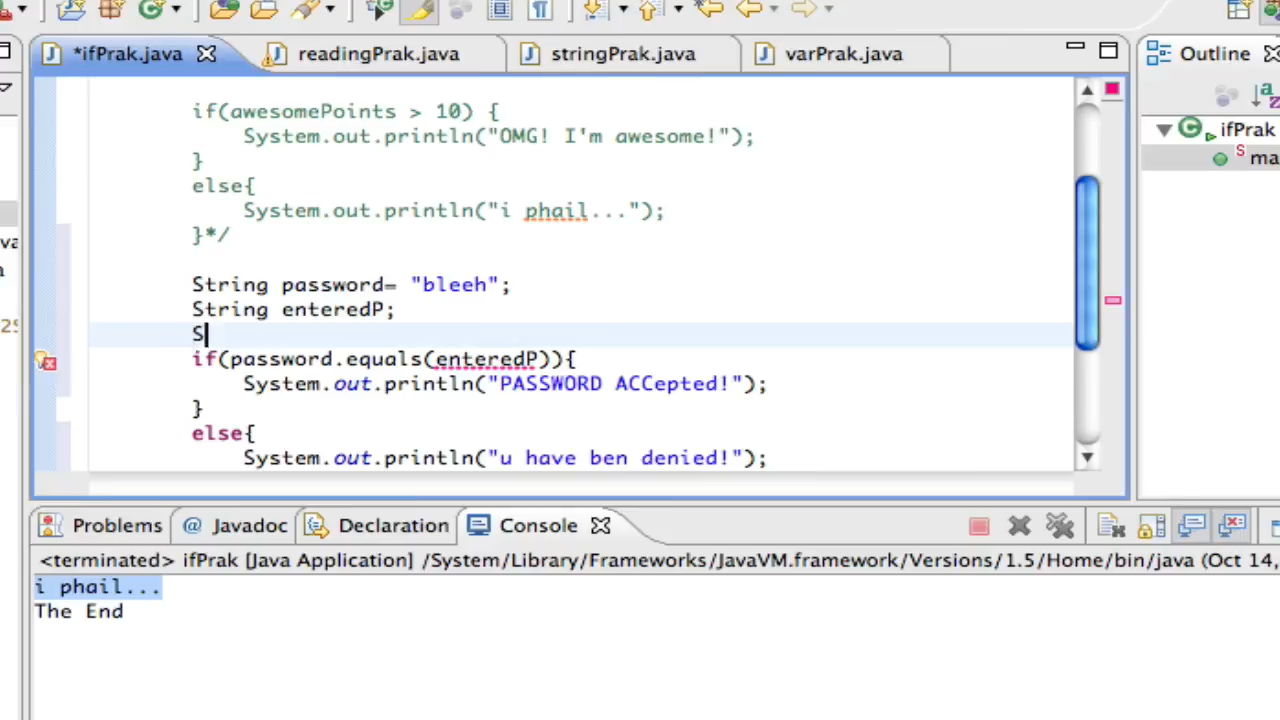 *ifPrak.java readingPrak.java stringPrak.java varPrak.java Outline
if(awesomePoints > 10) {
System.out.println("OMG! I'm awesome!");
}
else{
System.out.println("i phail...");
}*/
String password= "bleeh";
String enteredP;
S
if(password.equals(enteredP)){
System.out.println("PASSWORD ACCepted!");
}
else{
System.out.println("u have ben denied!");
ifPrak
ma
Problems @ Javadoc Declaration Console
<terminated> ifPrak [Java Application] /System/Library/Frameworks/JavaVM.framework/Versions/1.5/Home/bin/java (Oct 14,
i phail...
The End